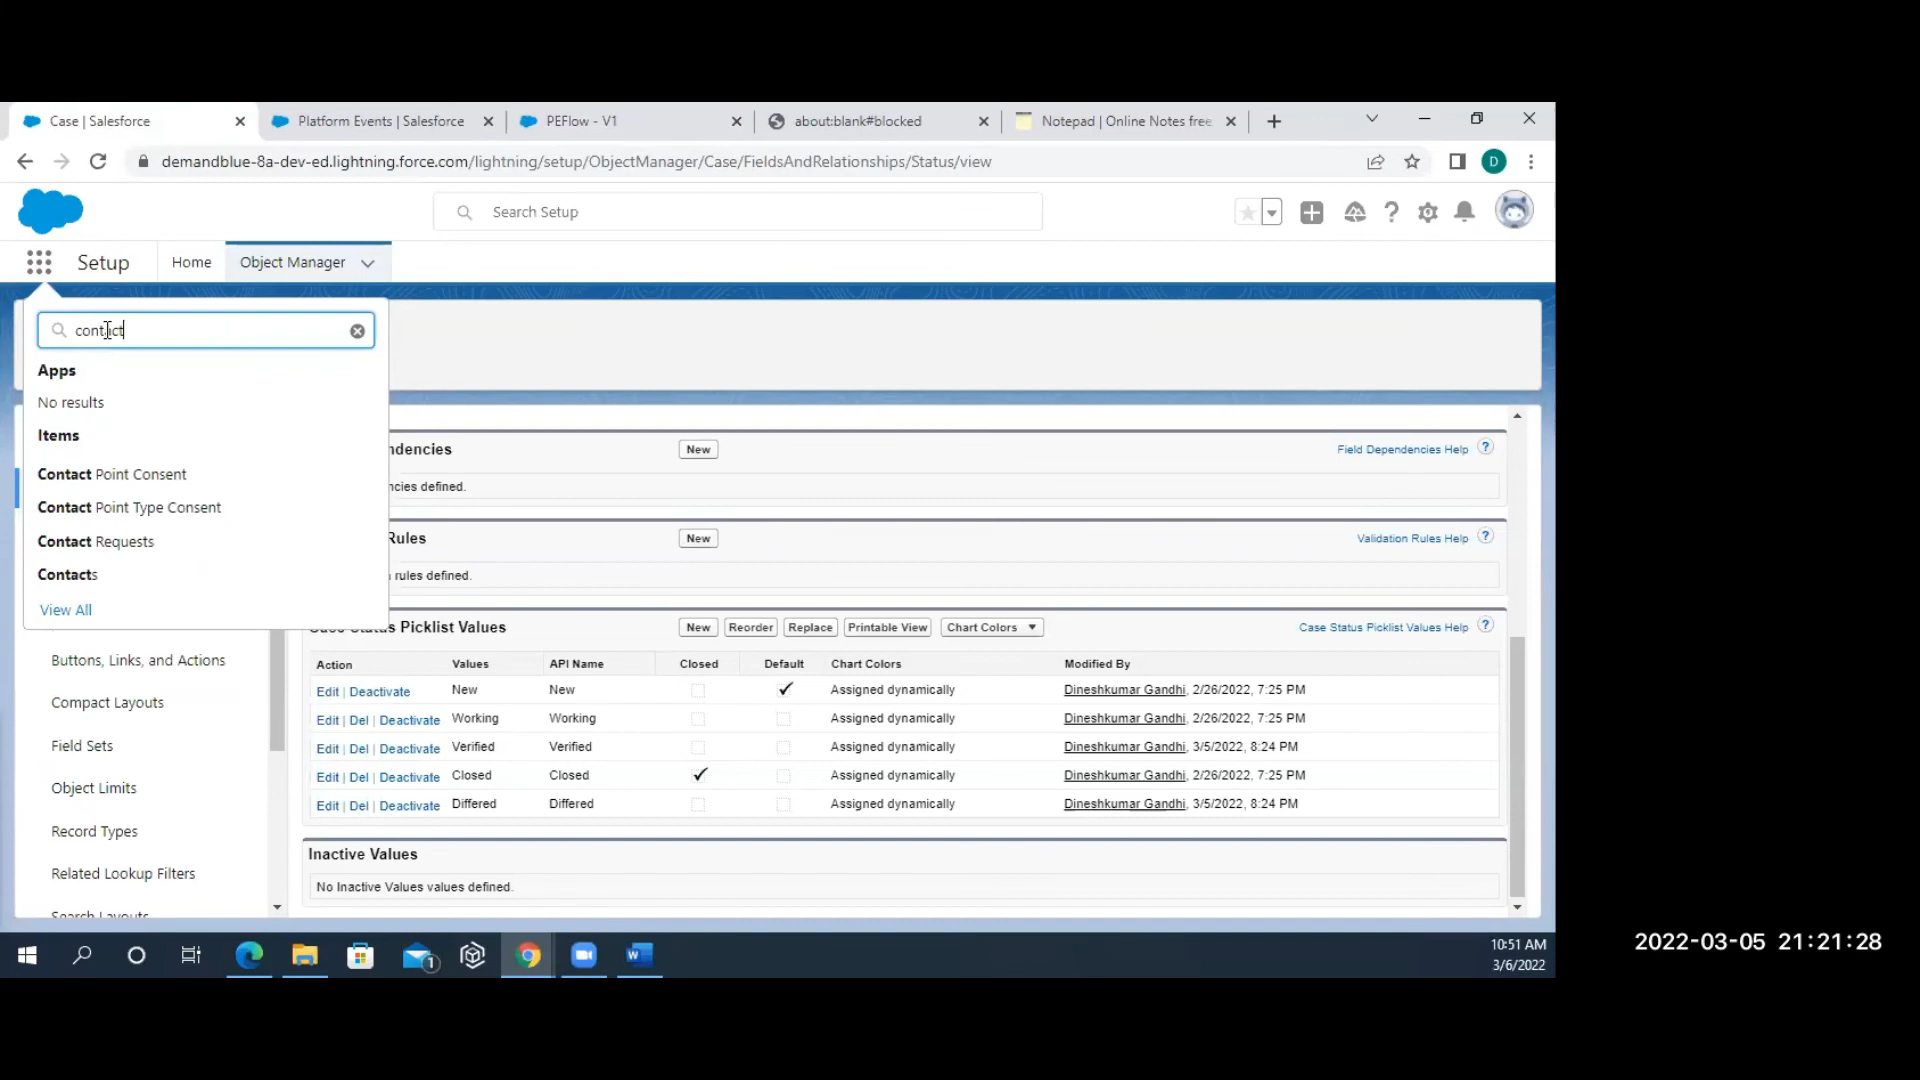 Case | Salesforce
Platform Events | Salesforce
PEFlow - V1
about:blank#blocked
Notepad | Online Notes free
demandblue-8a-dev-ed.lightning.force.com/lightning/setup/ObjectManager/Case/FieldsAndRelationships/Status/view
D
Search Setup
Setup
Home
Object Manager
contact
Apps
No results
Items
Contact Point Consent
Contact Point Type Consent
Contact Requests
Contacts
View All
Buttons, Links, and Actions
Compact Layouts
Field Sets
Object Limits
Record Types
Related Lookup Filters
Search Layouts
ndencies New Field Dependencies Help ?
ncies defined.
Rules New Validation Rules Help ?
rules defined.
Case Status Picklist Values New Reorder Replace Printable View Chart Colors Case Status Picklist Values Help ?
Action Values API Name Closed Default Chart Colors Modified By
Edit | Deactivate New New Assigned dynamically Dineshkumar Gandhi, 2/26/2022, 7:25 PM
Edit | Del | Deactivate Working Working Assigned dynamically Dineshkumar Gandhi, 2/26/2022, 7:25 PM
Edit | Del | Deactivate Verified Verified Assigned dynamically Dineshkumar Gandhi, 3/5/2022, 8:24 PM
Edit | Del | Deactivate Closed Closed Assigned dynamically Dineshkumar Gandhi, 2/26/2022, 7:25 PM
Edit | Del | Deactivate Differed Differed Assigned dynamically Dineshkumar Gandhi, 3/5/2022, 8:24 PM
Inactive Values
No Inactive Values values defined.
1
W
10:51 AM
3/6/2022
2022-03-05 21:21:28